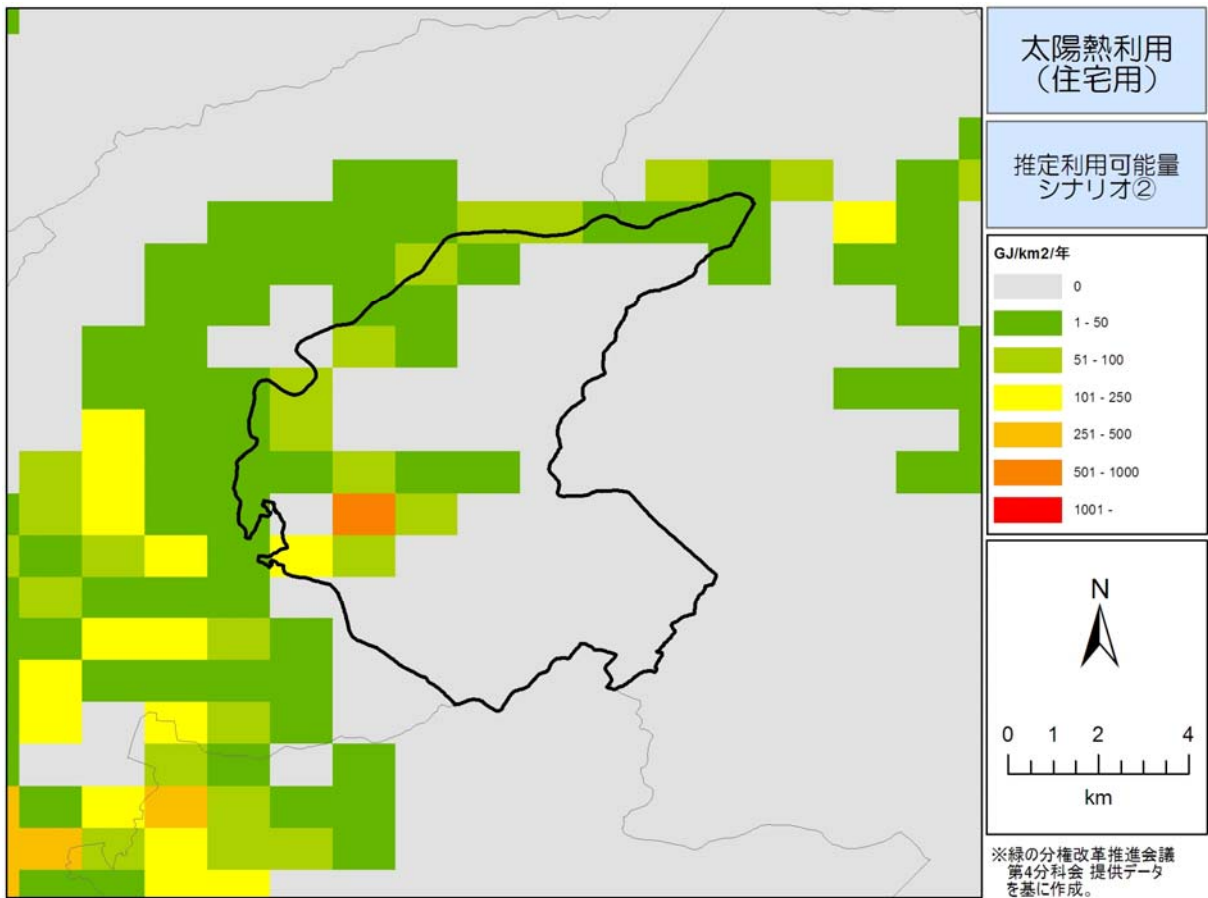 太陽熱利用
（住宅用）
推定利用可能量
シナリオ②
GJ/km2/年
0
1 - 50
51 - 100
101 - 250
251 - 500
501 - 1000
1001 -
N
0 1 2 4
km
※緑の分権改革推進会議
第4分科会 提供データ
を基に作成。